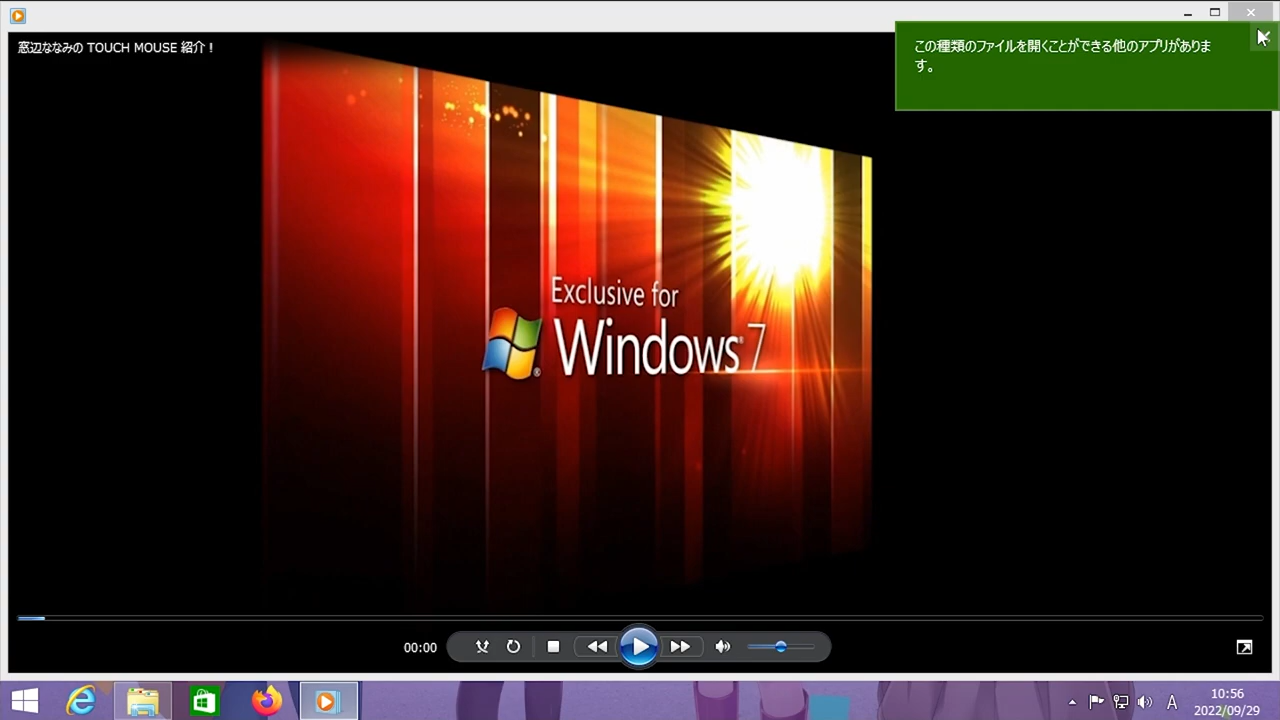 窓辺ななみの TOUCH MOUSE 紹介！
この種類のファイルを開くことができる他のアプリがありま
す。
Exclusive for
Windows® 7
00:00
A
10:56
2022/09/29